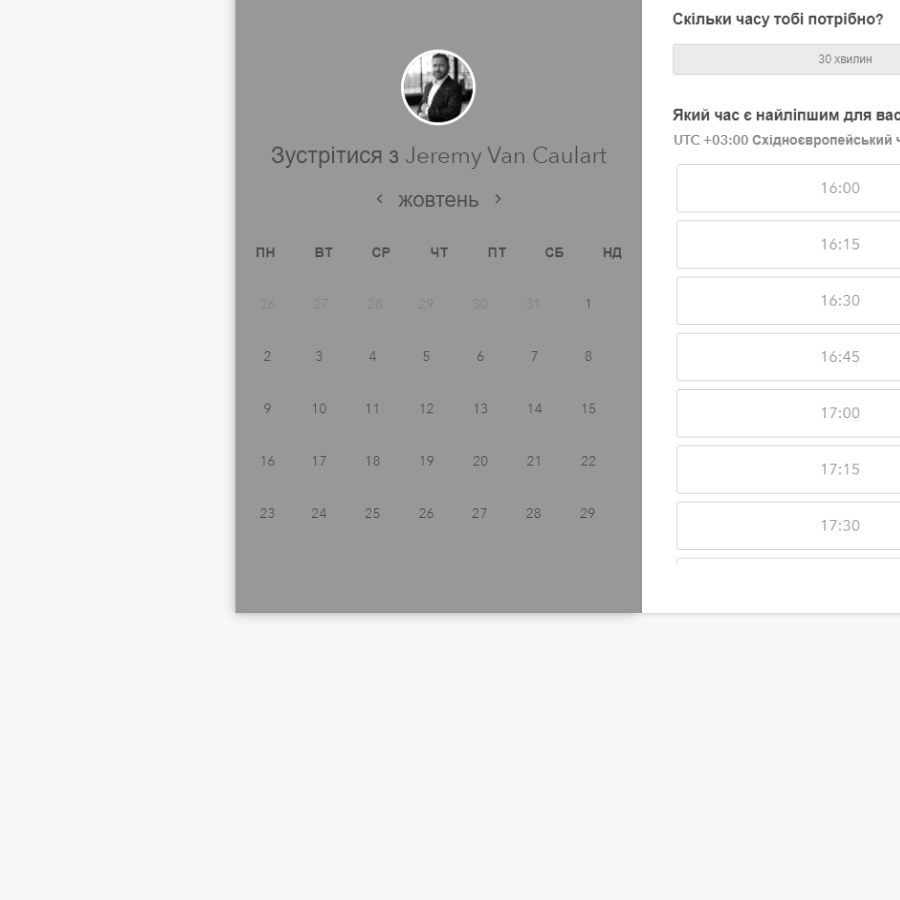 Зустрітися з Jeremy Van Caulart
‹ жовтень ›
ПН ВТ СР ЧТ ПТ СБ НД
26 27 28 29 30 31 1
2 3 4 5 6 7 8
9 10 11 12 13 14 15
16 17 18 19 20 21 22
23 24 25 26 27 28 29
Скільки часу тобі потрібно?
30 хвилин
Який час є найліпшим для вас
UTC +03:00 Східноєвропейський
16:00
16:15
16:30
16:45
17:00
17:15
17:30